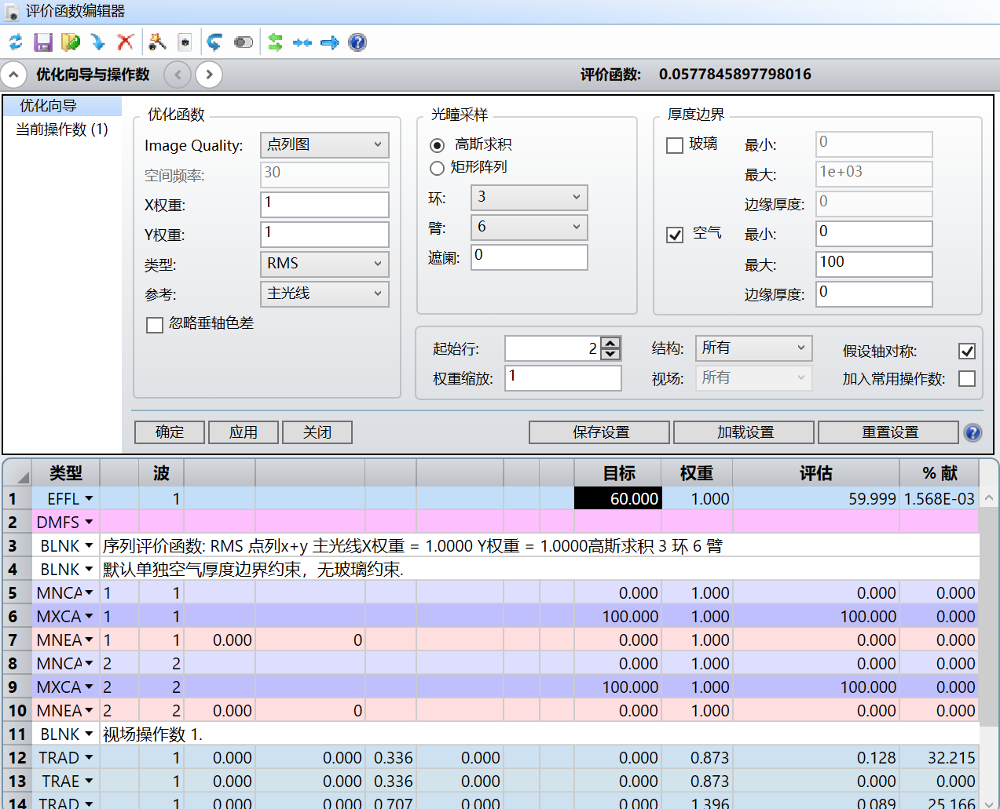 评价函数编辑器
优化向导与操作数
评价函数: 0.0577845897798016
优化向导
当前操作数 (1)
优化函数
Image Quality: 点列图
空间频率: 30
X权重: 1
Y权重: 1
类型: RMS
参考: 主光线
忽略垂轴色差
光瞳采样
高斯求积
矩形阵列
环: 3
臂: 6
遮阑: 0
厚度边界
玻璃 最小: 0
最大: 1e+03
边缘厚度: 0
空气 最小: 0
最大: 100
边缘厚度: 0
起始行: 2 结构: 所有 假设轴对称:
权重缩放: 1 视场: 所有 加入常用操作数:
确定 应用 关闭 保存设置 加载设置 重置设置
类型 波 目标 权重 评估 % 献
1 EFFL 1 60.000 1.000 59.999 1.568E-03
2 DMFS
3 BLNK 序列评价函数: RMS 点列x+y 主光线X权重 = 1.0000 Y权重 = 1.0000高斯求积 3 环 6 臂
4 BLNK 默认单独空气厚度边界约束，无玻璃约束.
5 MNCA 1 1 0.000 1.000 0.000 0.000
6 MXCA 1 1 100.000 1.000 100.000 0.000
7 MNEA 1 1 0.000 0 0.000 1.000 0.000 0.000
8 MNCA 2 2 0.000 1.000 0.000 0.000
9 MXCA 2 2 100.000 1.000 100.000 0.000
10 MNEA 2 2 0.000 0 0.000 1.000 0.000 0.000
11 BLNK 视场操作数 1.
12 TRAD 1 0.000 0.000 0.336 0.000 0.000 0.873 0.128 32.215
13 TRAE 1 0.000 0.000 0.336 0.000 0.000 0.873 0.000 0.000
14 TRAD 1 0.000 0.000 0.707 0.000 0.000 1.396 0.089 25.166